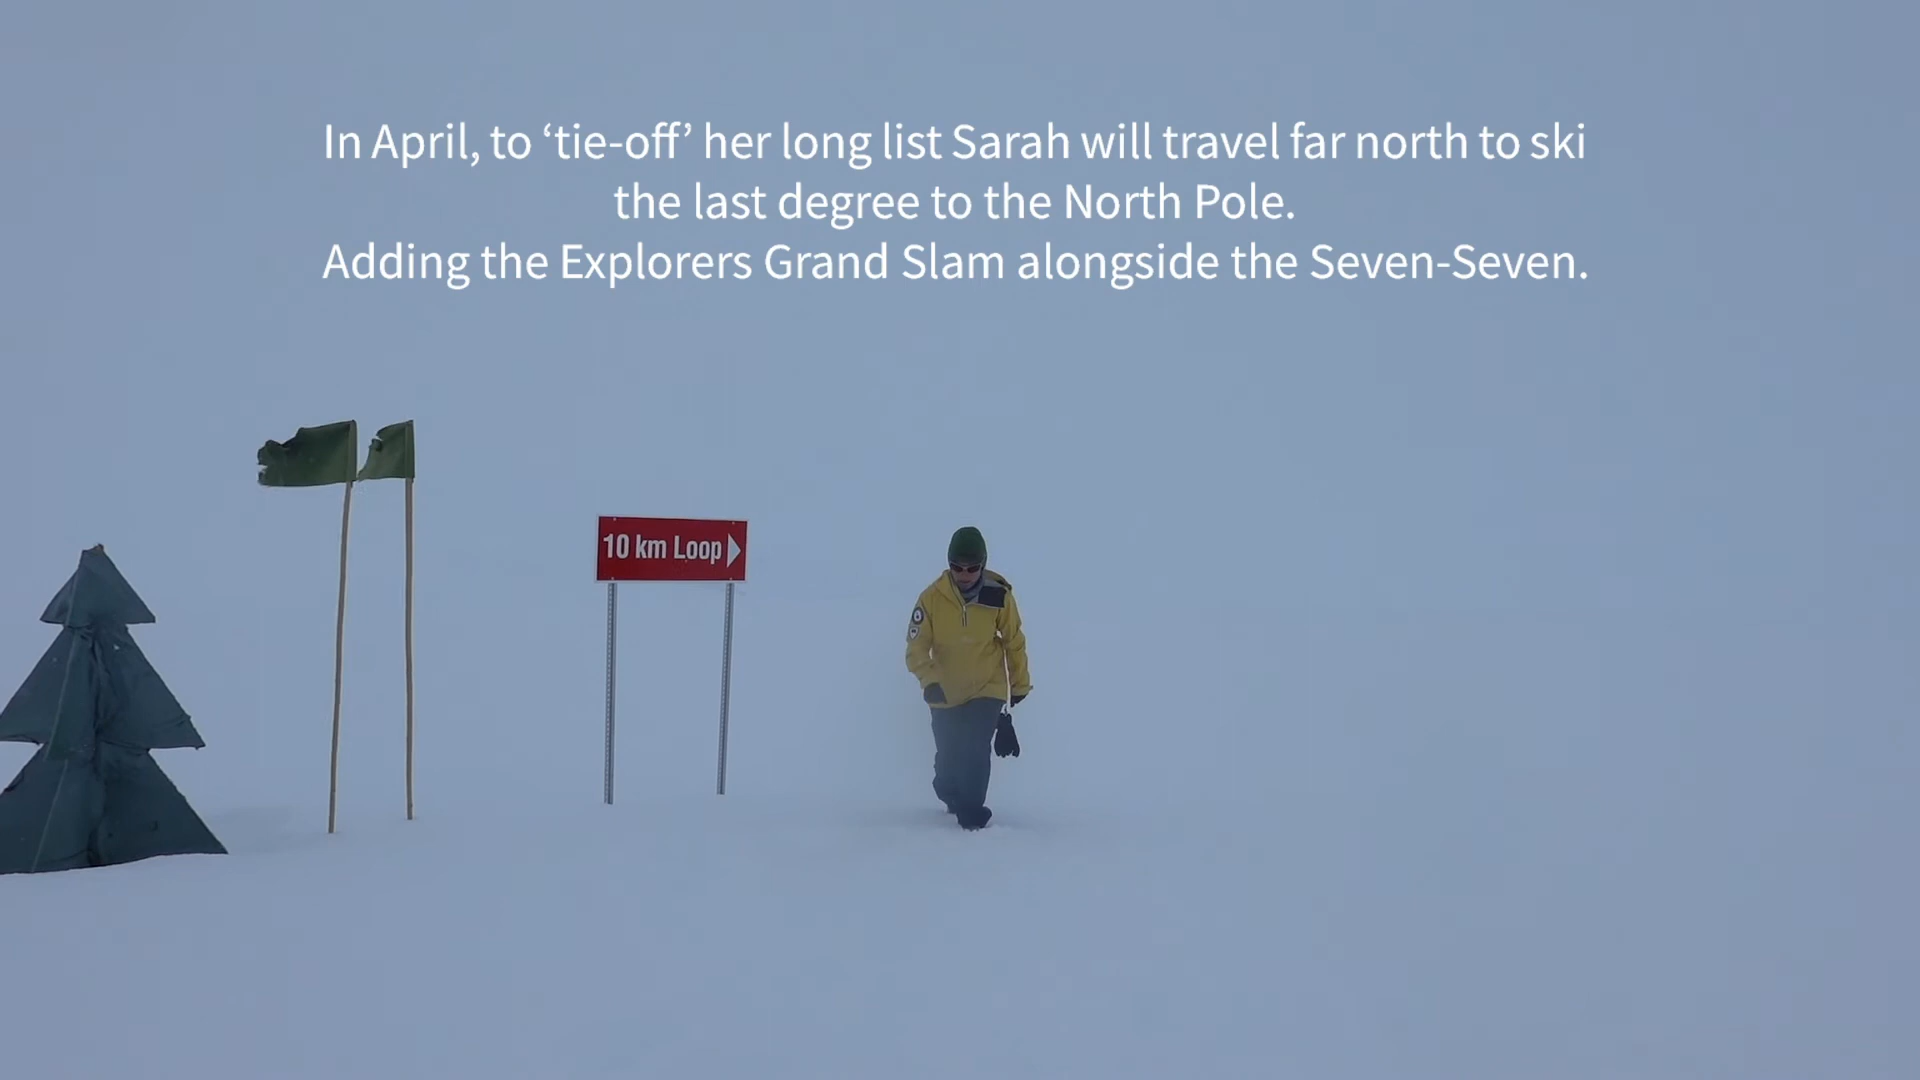 In April, to ‘tie-off’ her long list Sarah will travel far north to ski
the last degree to the North Pole.
Adding the Explorers Grand Slam alongside the Seven-Seven.
10 km Loop